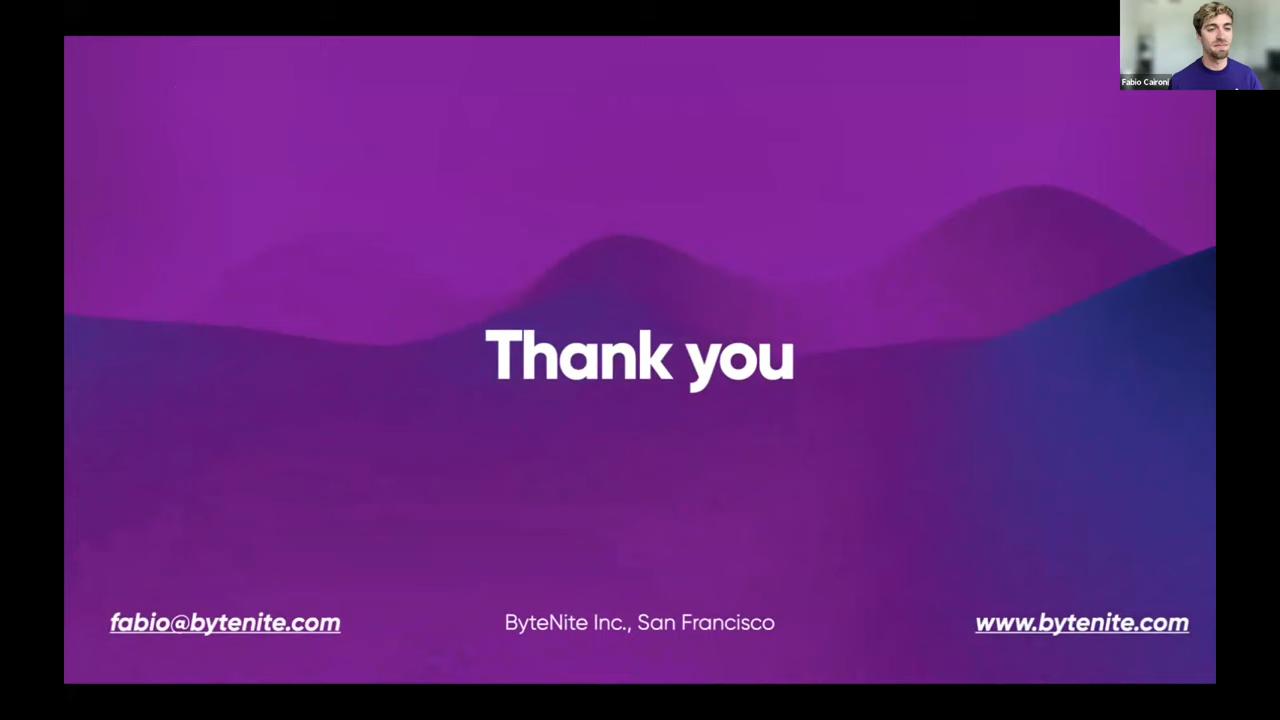 Fabio Caironi
Thank you
fabio@bytenite.com
ByteNite Inc., San Francisco
www.bytenite.com